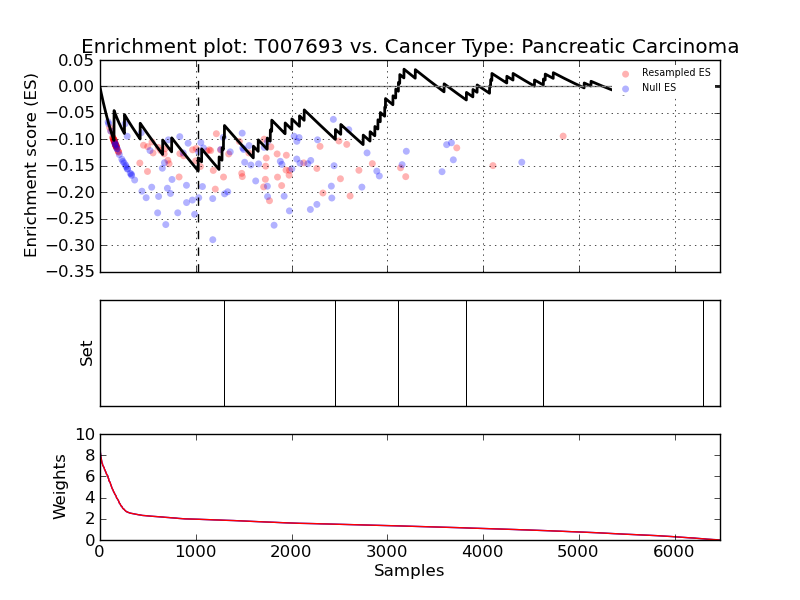 Enrichment plot: T007693 vs. Cancer Type: Pancreatic Carcinoma
0.05
0.00
−0.05
−0.10
−0.15
−0.20
−0.25
−0.30
−0.35
Enrichment score (ES)
Resampled ES
Null ES
Set
10
8
6
4
2
0
Weights
0 1000 2000 3000 4000 5000 6000
Samples